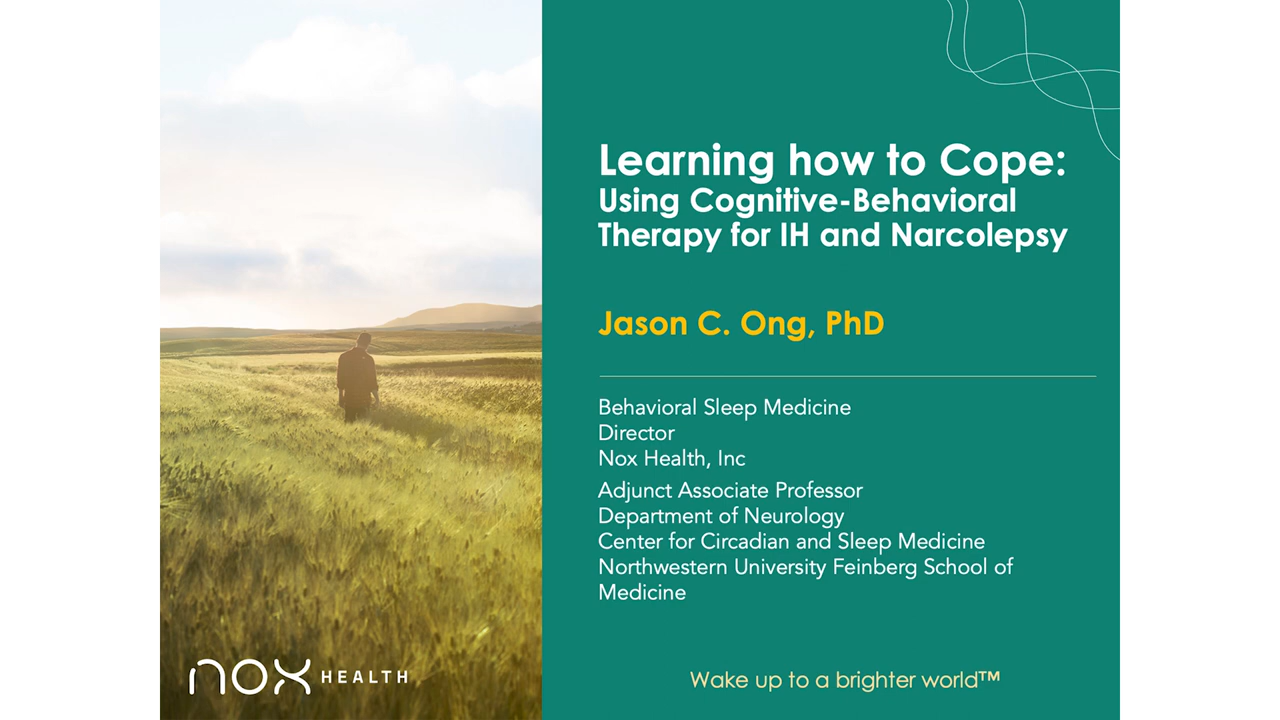 Learning how to Cope:
Using Cognitive-Behavioral
Therapy for IH and Narcolepsy
Jason C. Ong, PhD
Behavioral Sleep Medicine
Director
Nox Health, Inc
Adjunct Associate Professor
Department of Neurology
Center for Circadian and Sleep Medicine
Northwestern University Feinberg School of
Medicine
nox HEALTH
Wake up to a brighter world™